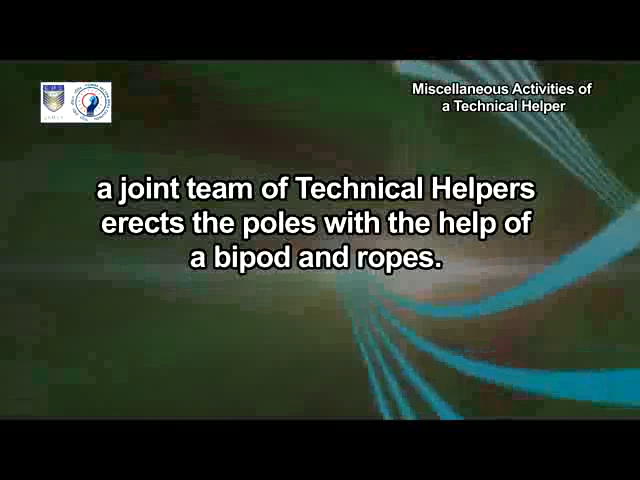 Miscellaneous Activities of
a Technical Helper
a joint team of Technical Helpers
erects the poles with the help of
a bipod and ropes.